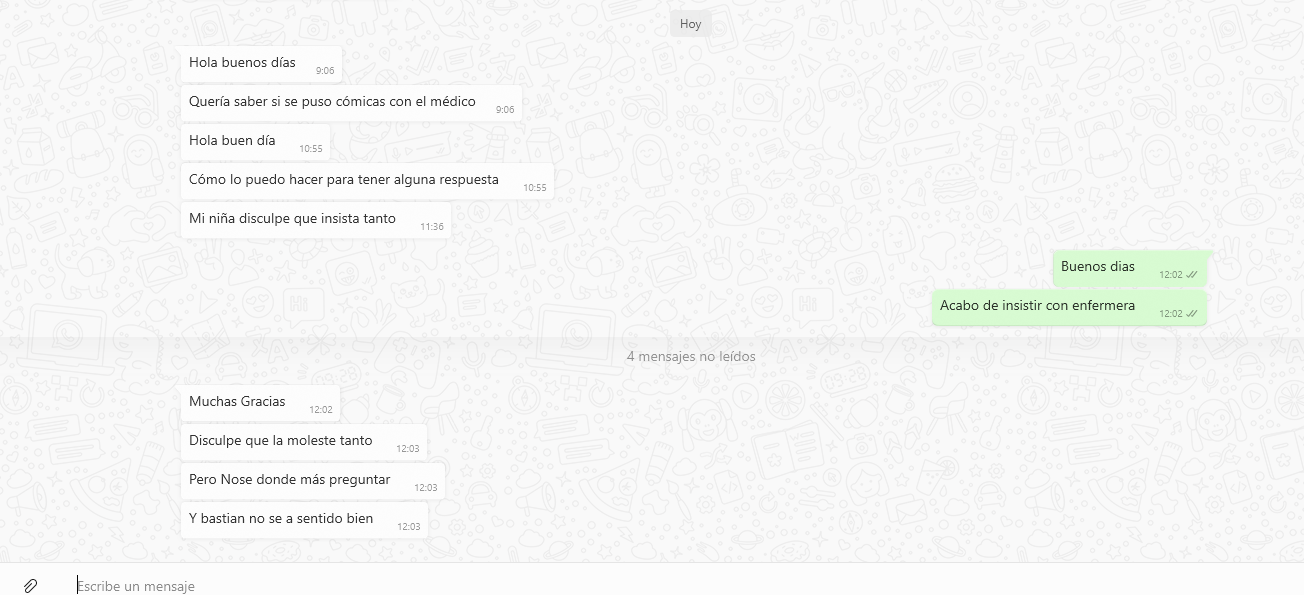 Hoy
Hola buenos días
9:06
Quería saber si se puso cómicas con el médico
9:06
Hola buen día
10:55
Cómo lo puedo hacer para tener alguna respuesta
10:55
Mi niña disculpe que insista tanto
11:36
Buenos dias
12:02
Acabo de insistir con enfermera
12:02
4 mensajes no leídos
Muchas Gracias
12:02
Disculpe que la moleste tanto
12:03
Pero Nose donde más preguntar
12:03
Y bastian no se a sentido bien
12:03
Escribe un mensaje